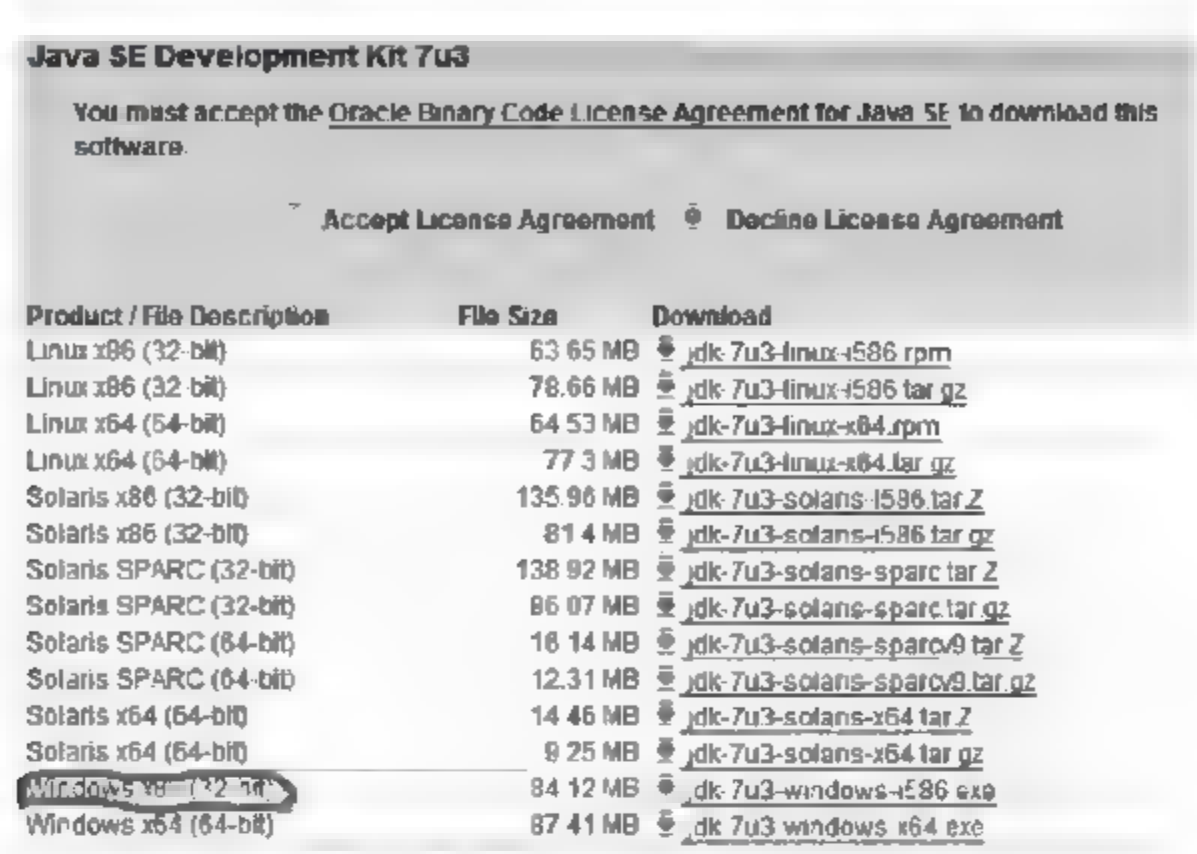 Java SE Development Kit 7u3
You must accept the Oracle Binary Code License Agreement for Java SE to download this
software.
Accept License Agreement Decline License Agreement
Product / File Description File Size Download
Linux x86 (32-bit) 63.65 MB jdk-7u3-linux-i586.rpm
Linux x86 (32-bit) 78.66 MB jdk-7u3-linux-i586.tar.gz
Linux x64 (64-bit) 64.53 MB jdk-7u3-linux-x64.rpm
Linux x64 (64-bit) 77.3 MB jdk-7u3-linux-x64.tar.gz
Solaris x86 (32-bit) 135.96 MB jdk-7u3-solaris-i586.tar.Z
Solaris x86 (32-bit) 81.4 MB jdk-7u3-solaris-i586.tar.gz
Solaris SPARC (32-bit) 138.92 MB jdk-7u3-solaris-sparc.tar.Z
Solaris SPARC (32-bit) 86.07 MB jdk-7u3-solaris-sparc.tar.gz
Solaris SPARC (64-bit) 16.14 MB jdk-7u3-solaris-sparcv9.tar.Z
Solaris SPARC (64-bit) 12.31 MB jdk-7u3-solaris-sparcv9.tar.gz
Solaris x64 (64-bit) 14.46 MB jdk-7u3-solaris-x64.tar.Z
Solaris x64 (64-bit) 9.25 MB jdk-7u3-solaris-x64.tar.gz
Windows x86 (32-bit) 84.12 MB jdk-7u3-windows-i586.exe
Windows x64 (64-bit) 87.41 MB jdk-7u3-windows-x64.exe